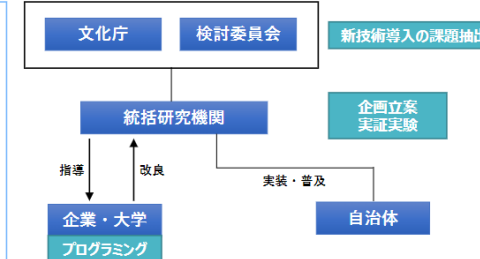 文化庁
検討委員会
新技術導入の課題抽出
統括研究機関
企画立案
実証実験
指導
改良
実装・普及
企業・大学
自治体
プログラミング